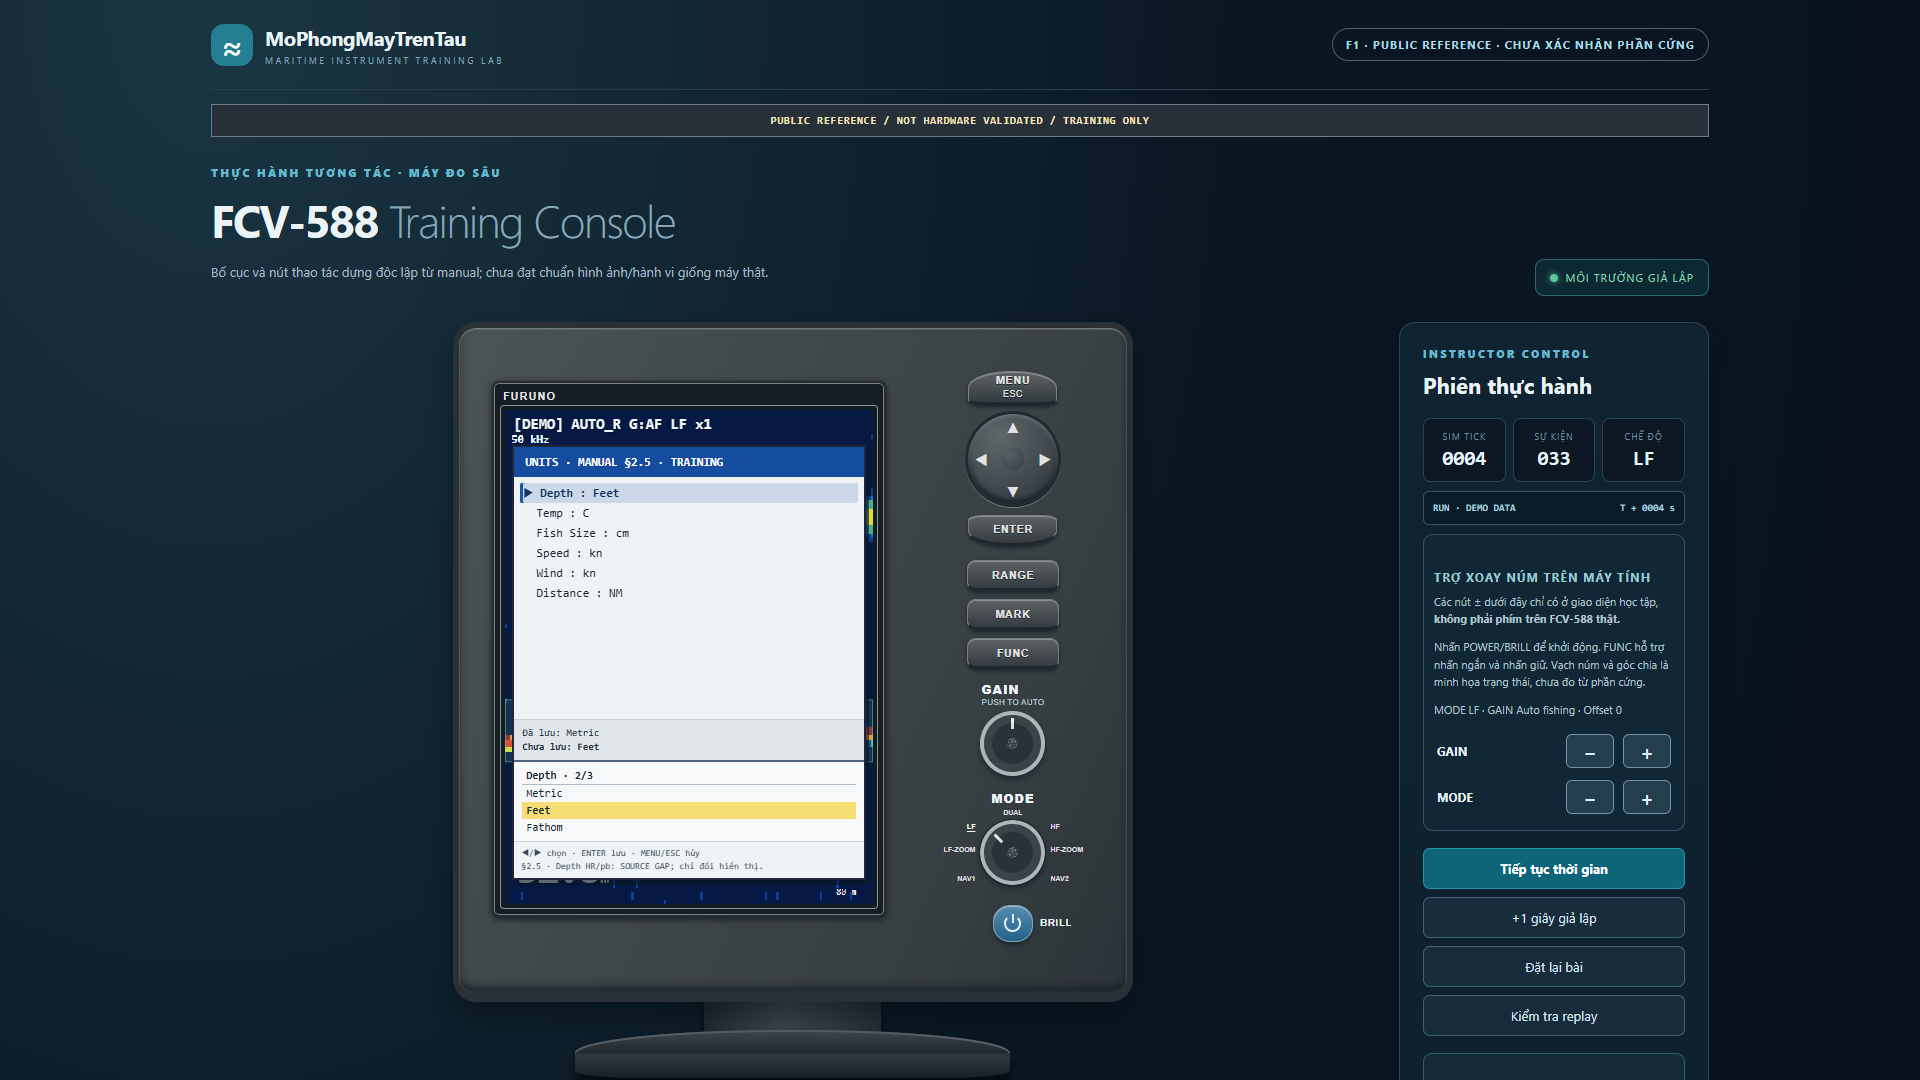 ≈
MoPhongMayTrenTau
MARITIME INSTRUMENT TRAINING LAB
F1 · PUBLIC REFERENCE · CHƯA XÁC NHẬN PHẦN CỨNG
PUBLIC REFERENCE / NOT HARDWARE VALIDATED / TRAINING ONLY
THỰC HÀNH TƯƠNG TÁC · MÁY ĐO SÂU
FCV-588 Training Console
Bố cục và nút thao tác dựng độc lập từ manual; chưa đạt chuẩn hình ảnh/hành vi giống máy thật.
MÔI TRƯỜNG GIẢ LẬP
FURUNO
[DEMO] AUTO_R G:AF LF x1
50 kHz
UNITS · MANUAL §2.5 · TRAINING
▶ Depth : Feet
Temp : C
Fish Size : cm
Speed : kn
Wind : kn
Distance : NM
Đã lưu: Metric
Chưa lưu: Feet
Depth · 2/3
Metric
Feet
Fathom
◀/▶ chọn · ENTER lưu · MENU/ESC hủy
§2.5 · Depth HR/pb: SOURCE GAP; chỉ đổi hiển thị.
80 m
MENU
ESC
▲
◀ ▶
▼
ENTER
RANGE
MARK
FUNC
GAIN
PUSH TO AUTO
MODE
DUAL
LF HF
LF-ZOOM HF-ZOOM
NAV1 NAV2
BRILL
INSTRUCTOR CONTROL
Phiên thực hành
SIM TICK
0004
SỰ KIỆN
033
CHẾ ĐỘ
LF
RUN · DEMO DATA T + 0004 s
TRỢ XOAY NÚM TRÊN MÁY TÍNH
Các nút ± dưới đây chỉ có ở giao diện học tập,
không phải phím trên FCV-588 thật.
Nhấn POWER/BRILL để khởi động. FUNC hỗ trợ
nhấn ngắn và nhấn giữ. Vạch núm và góc chia là
minh họa trạng thái, chưa đo từ phần cứng.
MODE LF · GAIN Auto fishing · Offset 0
GAIN − +
MODE − +
Tiếp tục thời gian
+1 giây giả lập
Đặt lại bài
Kiểm tra replay